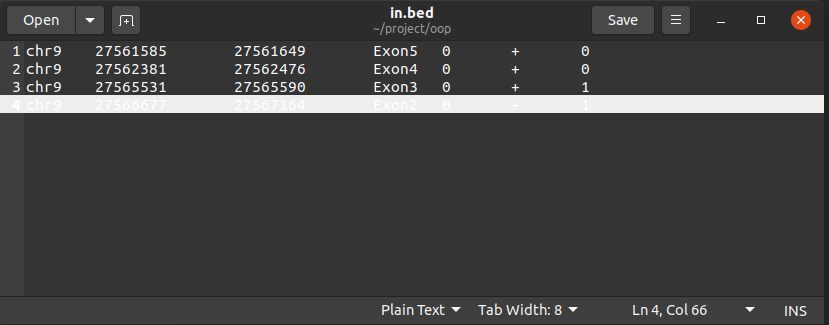 Open in.bed Save
~/project/oop
1 chr9 27561585 27561649 Exon5 0 + 0
2 chr9 27562381 27562476 Exon4 0 + 0
3 chr9 27565531 27565590 Exon3 0 + 1
4 chr9 27566677 27567164 Exon2 0 + 1
Plain Text Tab Width: 8 Ln 4, Col 66 INS